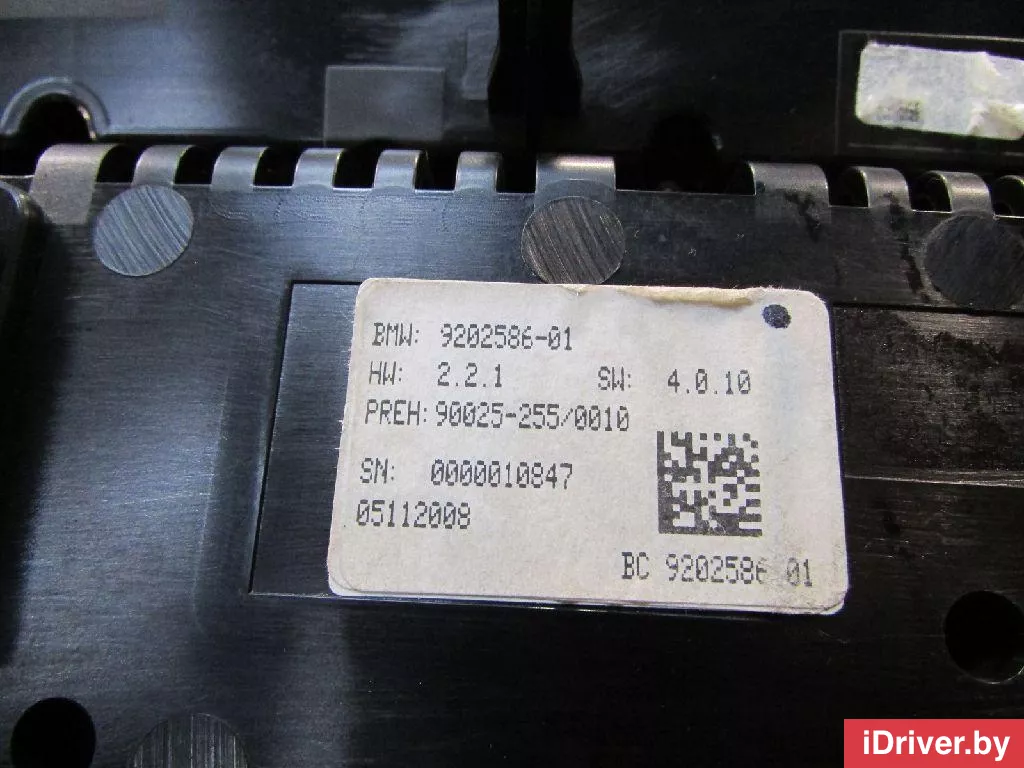 BMW: 9202586-01
HW: 2.2.1 SW: 4.0.10
PREH: 90025-255/0010
SN: 0000010847
05112008
BC 9202586 01
iDriver.by